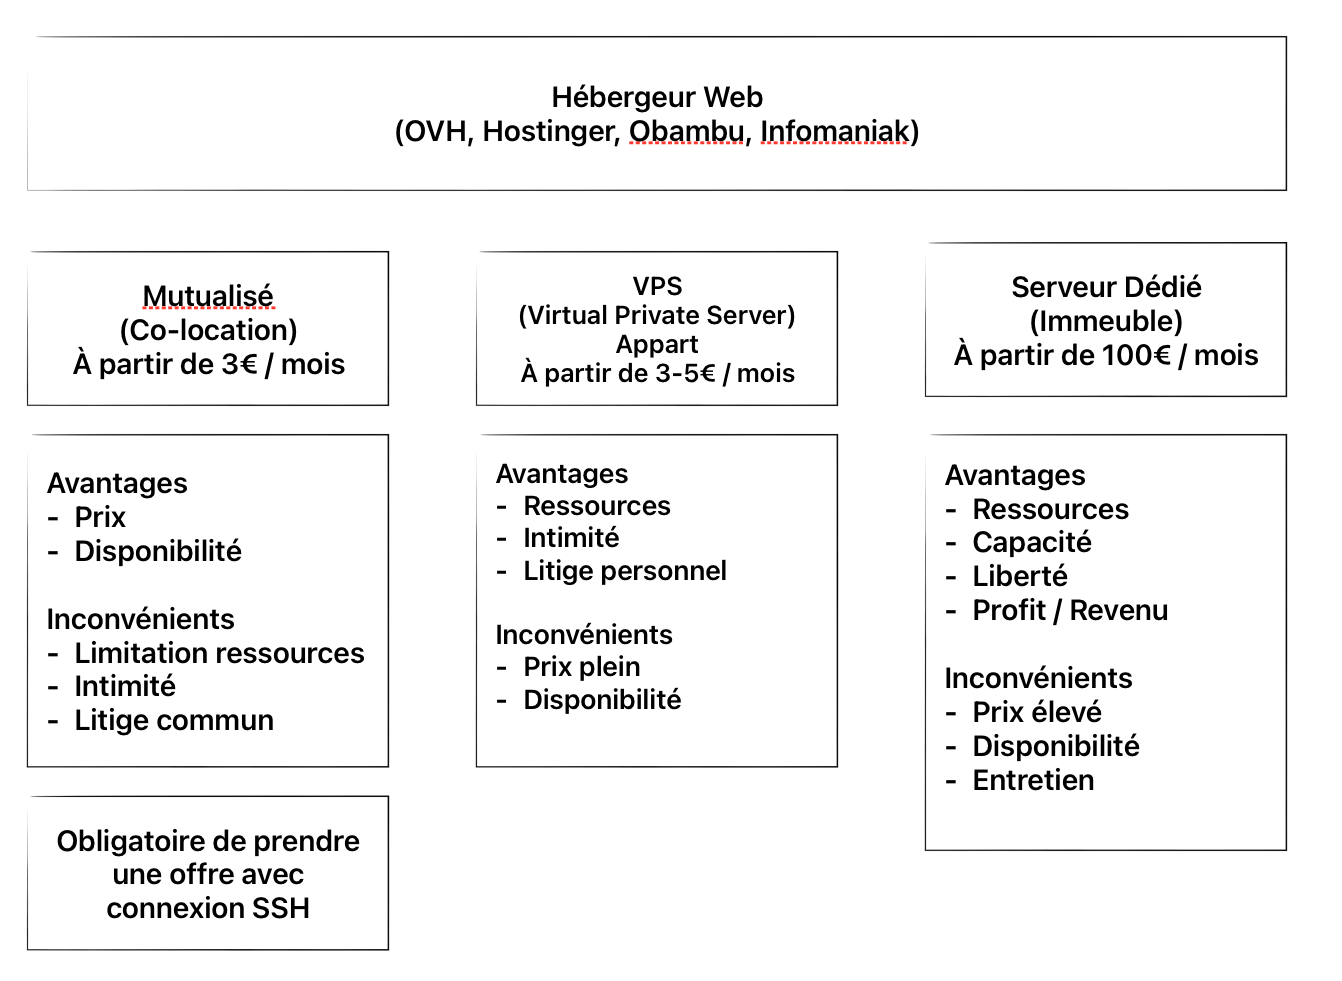 Hébergeur Web
(OVH, Hostinger, Obambu, Infomaniak)
Mutualisé
(Co-location)
À partir de 3€ / mois
VPS
(Virtual Private Server)
Appart
À partir de 3-5€ / mois
Serveur Dédié
(Immeuble)
À partir de 100€ / mois
Avantages
- Prix
- Disponibilité
Inconvénients
- Limitation ressources
- Intimité
- Litige commun
Avantages
- Ressources
- Intimité
- Litige personnel
Inconvénients
- Prix plein
- Disponibilité
Avantages
- Ressources
- Capacité
- Liberté
- Profit / Revenu
Inconvénients
- Prix élevé
- Disponibilité
- Entretien
Obligatoire de prendre
une offre avec
connexion SSH